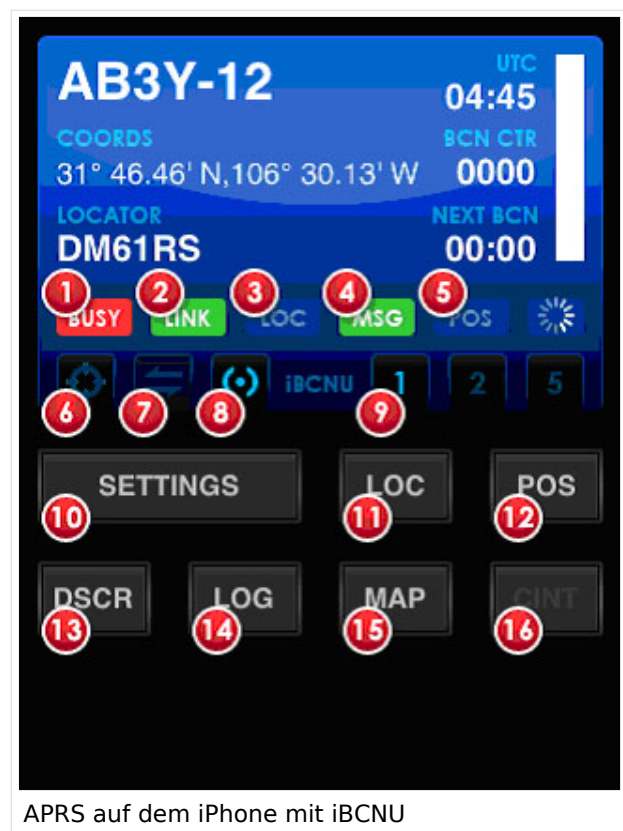 AB3Y-12
UTC
04:45
COORDS
BCN CTR
31° 46.46' N,106° 30.13' W
0000
LOCATOR
NEXT BCN
DM61RS
00:00
1 2 3 4 5
BUSY LINK LOC MSG POS
iBCNU 1 2 5
6 7 8 9
SETTINGS LOC POS
10 11 12
DSCR LOG MAP CINT
13 14 15 16
APRS auf dem iPhone mit iBCNU